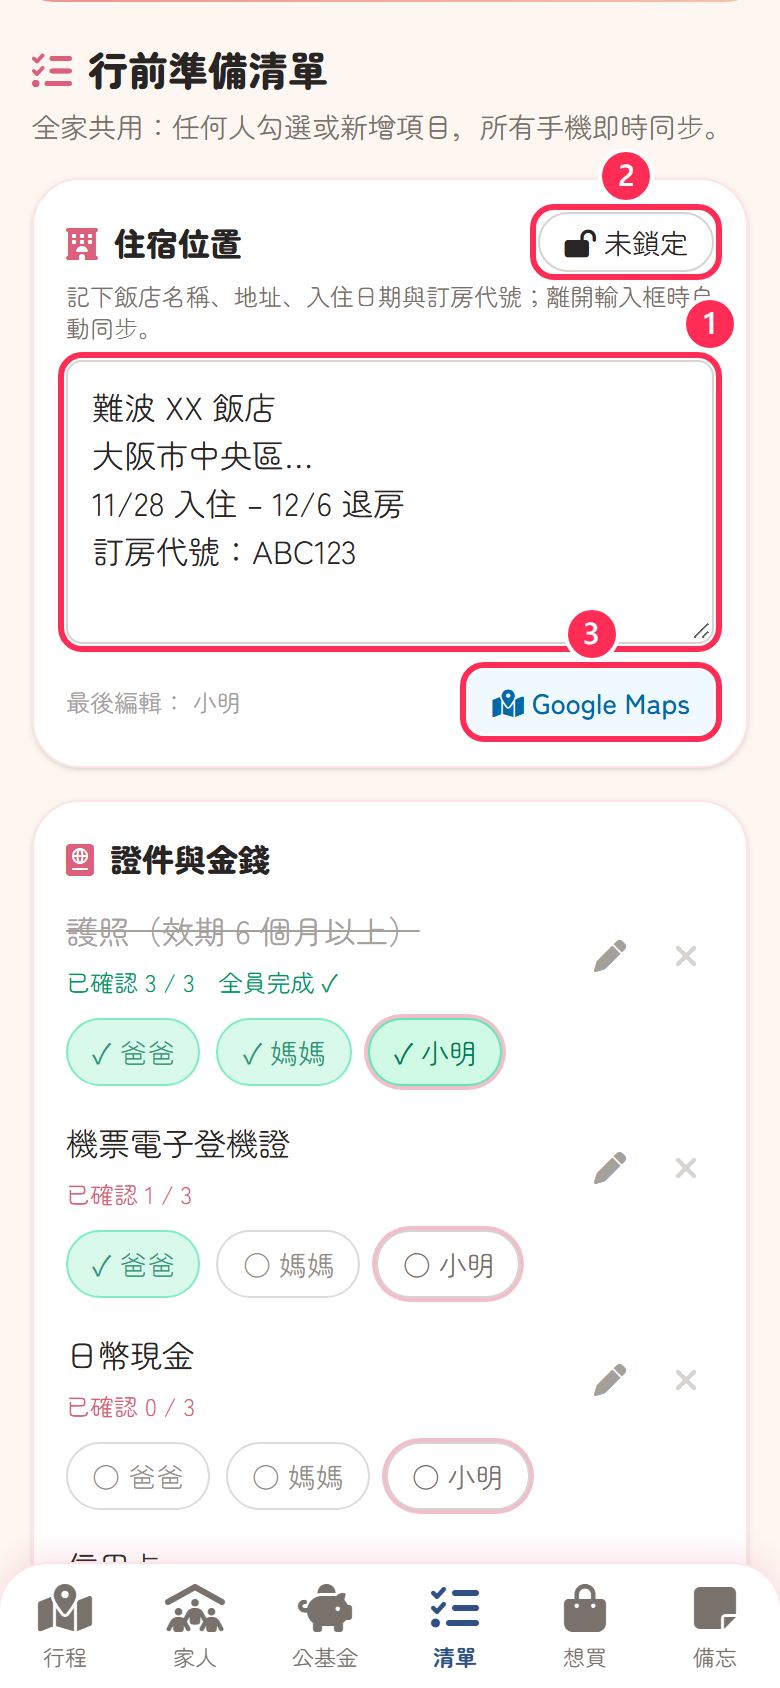 行前準備清單
全家共用：任何人勾選或新增項目，所有手機即時同步。
2
住宿位置
未鎖定
記下飯店名稱、地址、入住日期與訂房代號；離開輸入框時自
動同步。
1
難波 XX 飯店
大阪市中央區...
11/28 入住 – 12/6 退房
訂房代號：ABC123
3
最後編輯： 小明
Google Maps
證件與金錢
護照（效期 6 個月以上）
已確認 3 / 3 全員完成 ✓
✓ 爸爸 ✓ 媽媽 ✓ 小明
機票電子登機證
已確認 1 / 3
✓ 爸爸 ○ 媽媽 ○ 小明
日幣現金
已確認 0 / 3
○ 爸爸 ○ 媽媽 ○ 小明
行程 家人 公基金 清單 想買 備忘